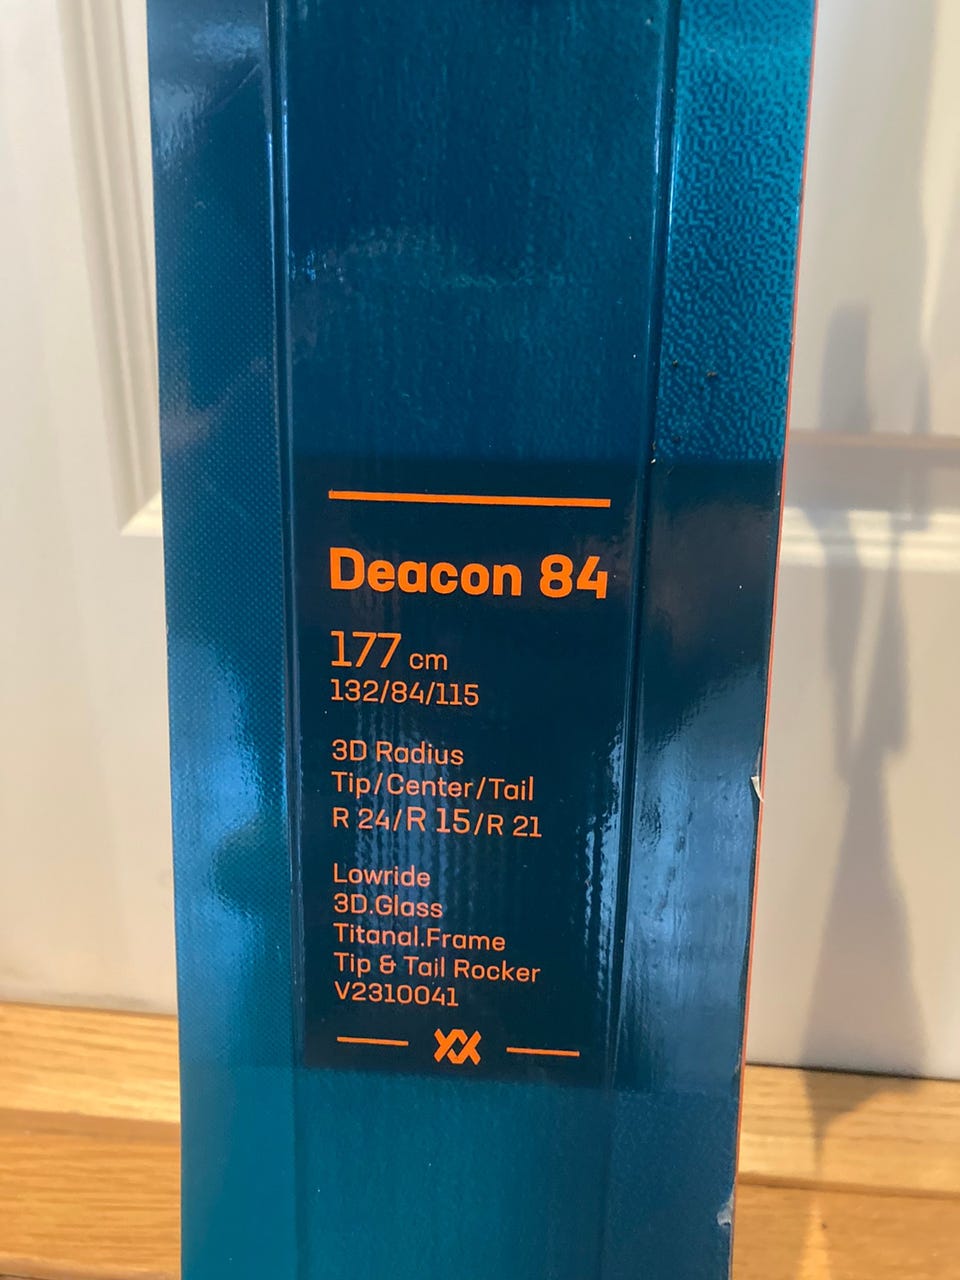 Deacon 84
177 cm
132/84/115
3D Radius
Tip/Center/Tail
R 24/R 15/R 21
Lowride
3D.Glass
Titanal.Frame
Tip & Tail Rocker
V2310041